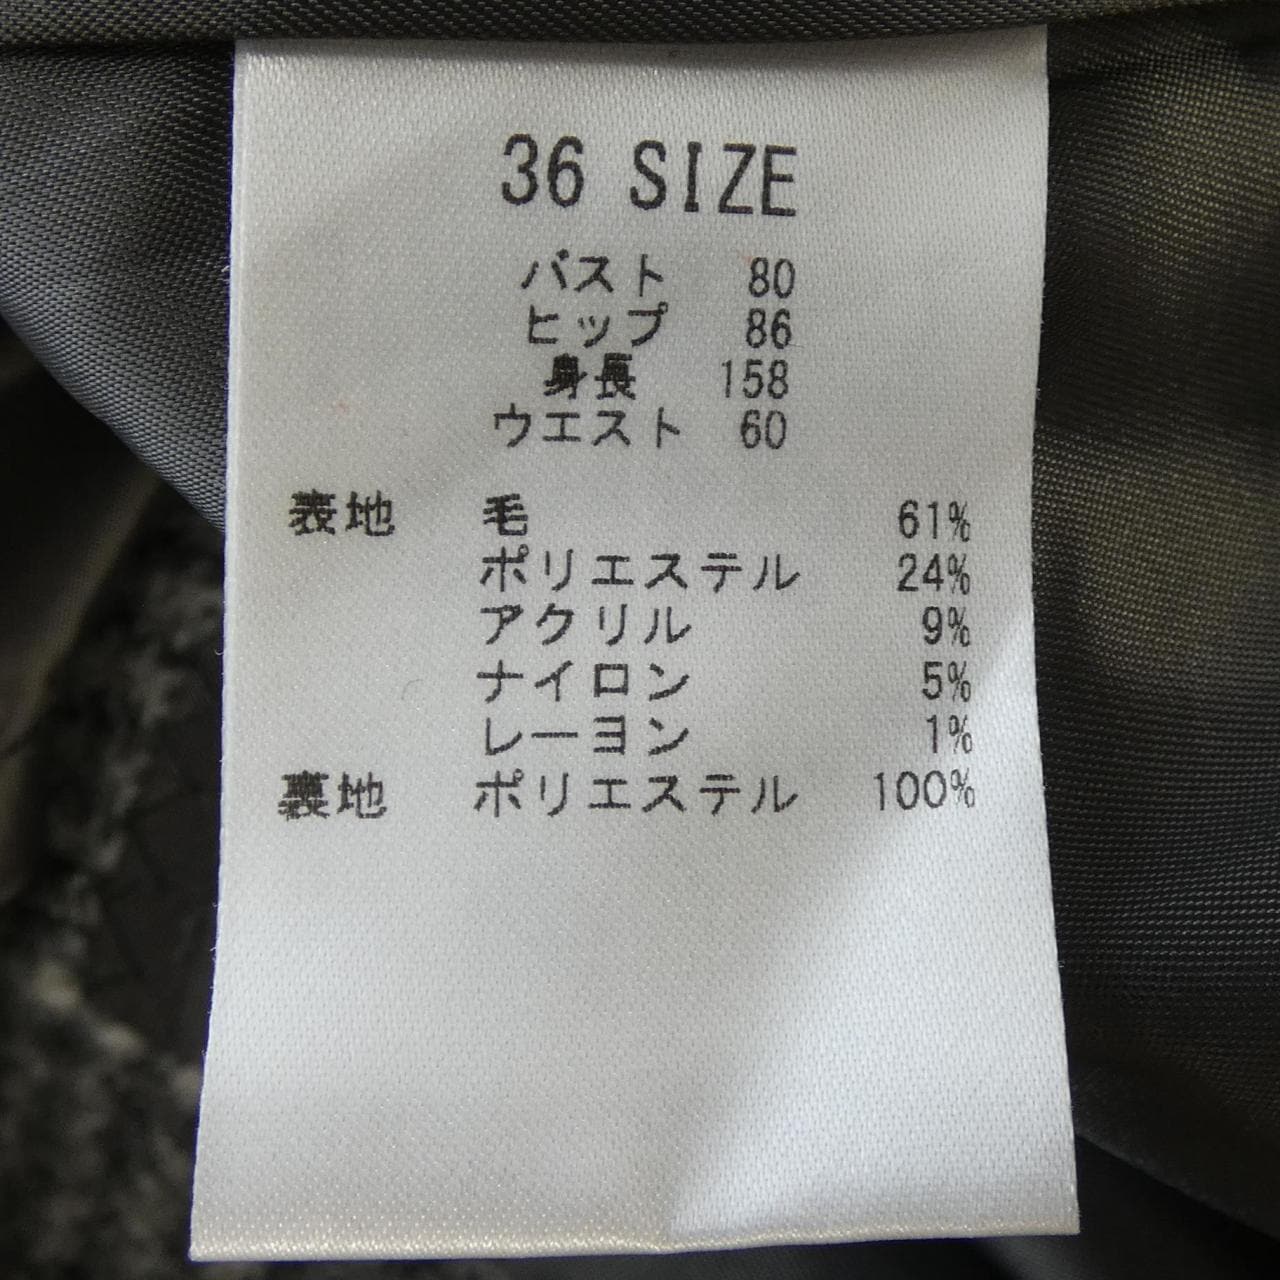 36 SIZE
バスト 80
ヒップ 86
身長 158
ウエスト 60
表地 毛 61%
ポリエステル 24%
アクリル 9%
ナイロン 5%
レーヨン 1%
裏地 ポリエステル 100%